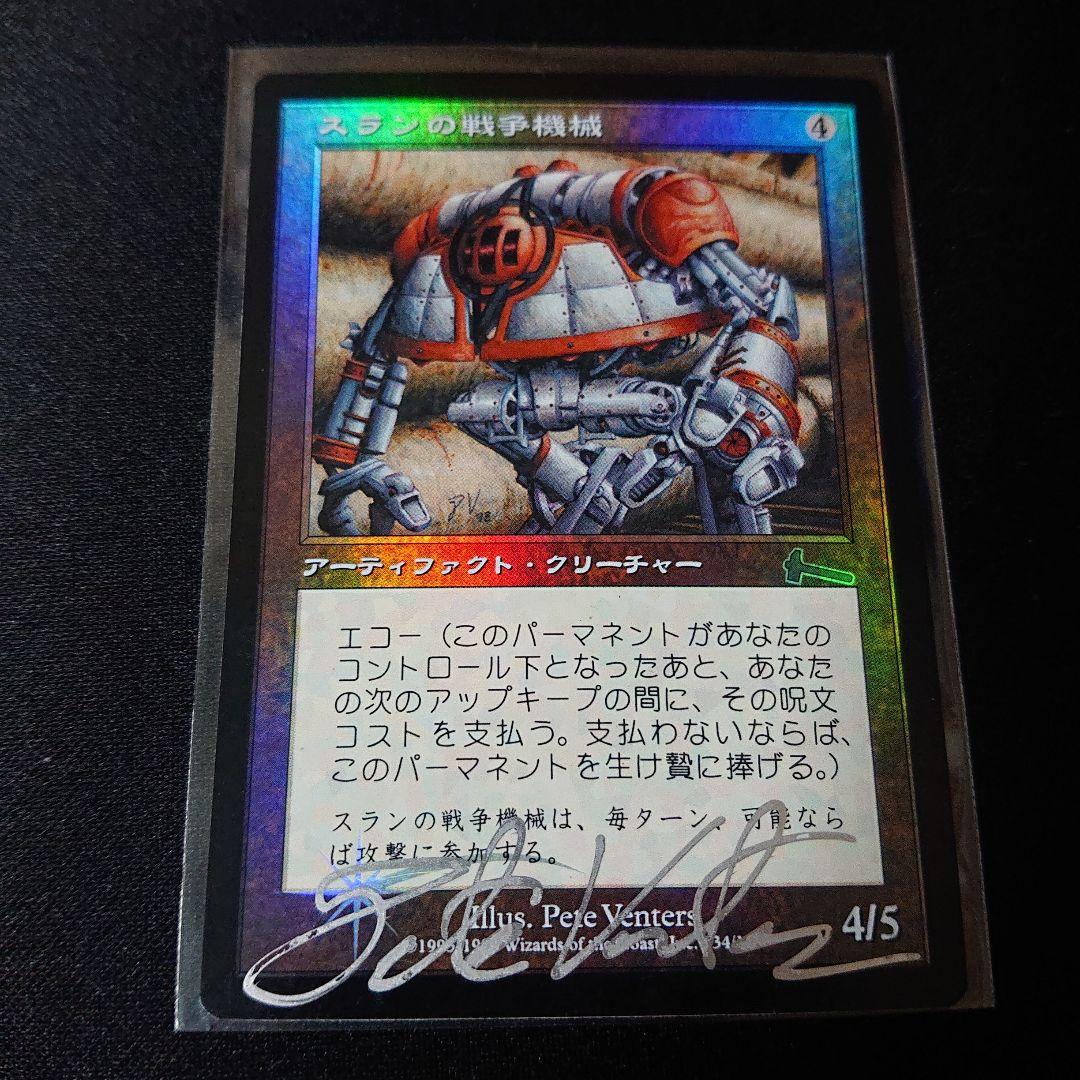 スランの戦争機械 4
アーティファクト・クリーチャー
エコー（このパーマネントがあなたの
コントロール下となったあと、あなた
の次のアップキープの間に、その呪文
コストを支払う。支払わないならば、
このパーマネントを生け贄に捧げる。）
スランの戦争機械は、毎ターン、可能なら
ば攻撃に参加する。
Illus. Pete Venters
Wizards of the Coast
4/5